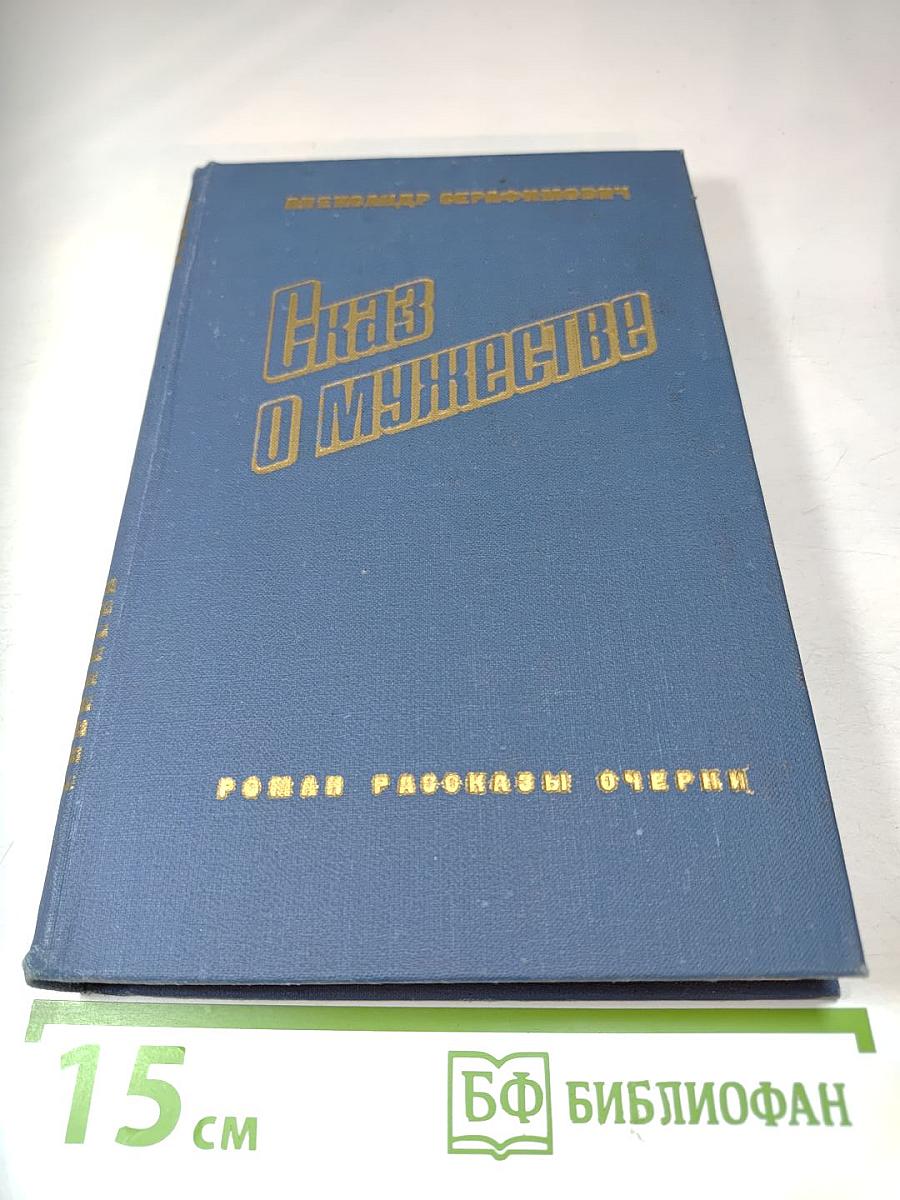 АЛЕКСАНДР СЕРАФИМОВИЧ
Сказ
о мужестве
РОМАН РАССКАЗЫ ОЧЕРКИ
15 см
БФ БИБЛИОФАН